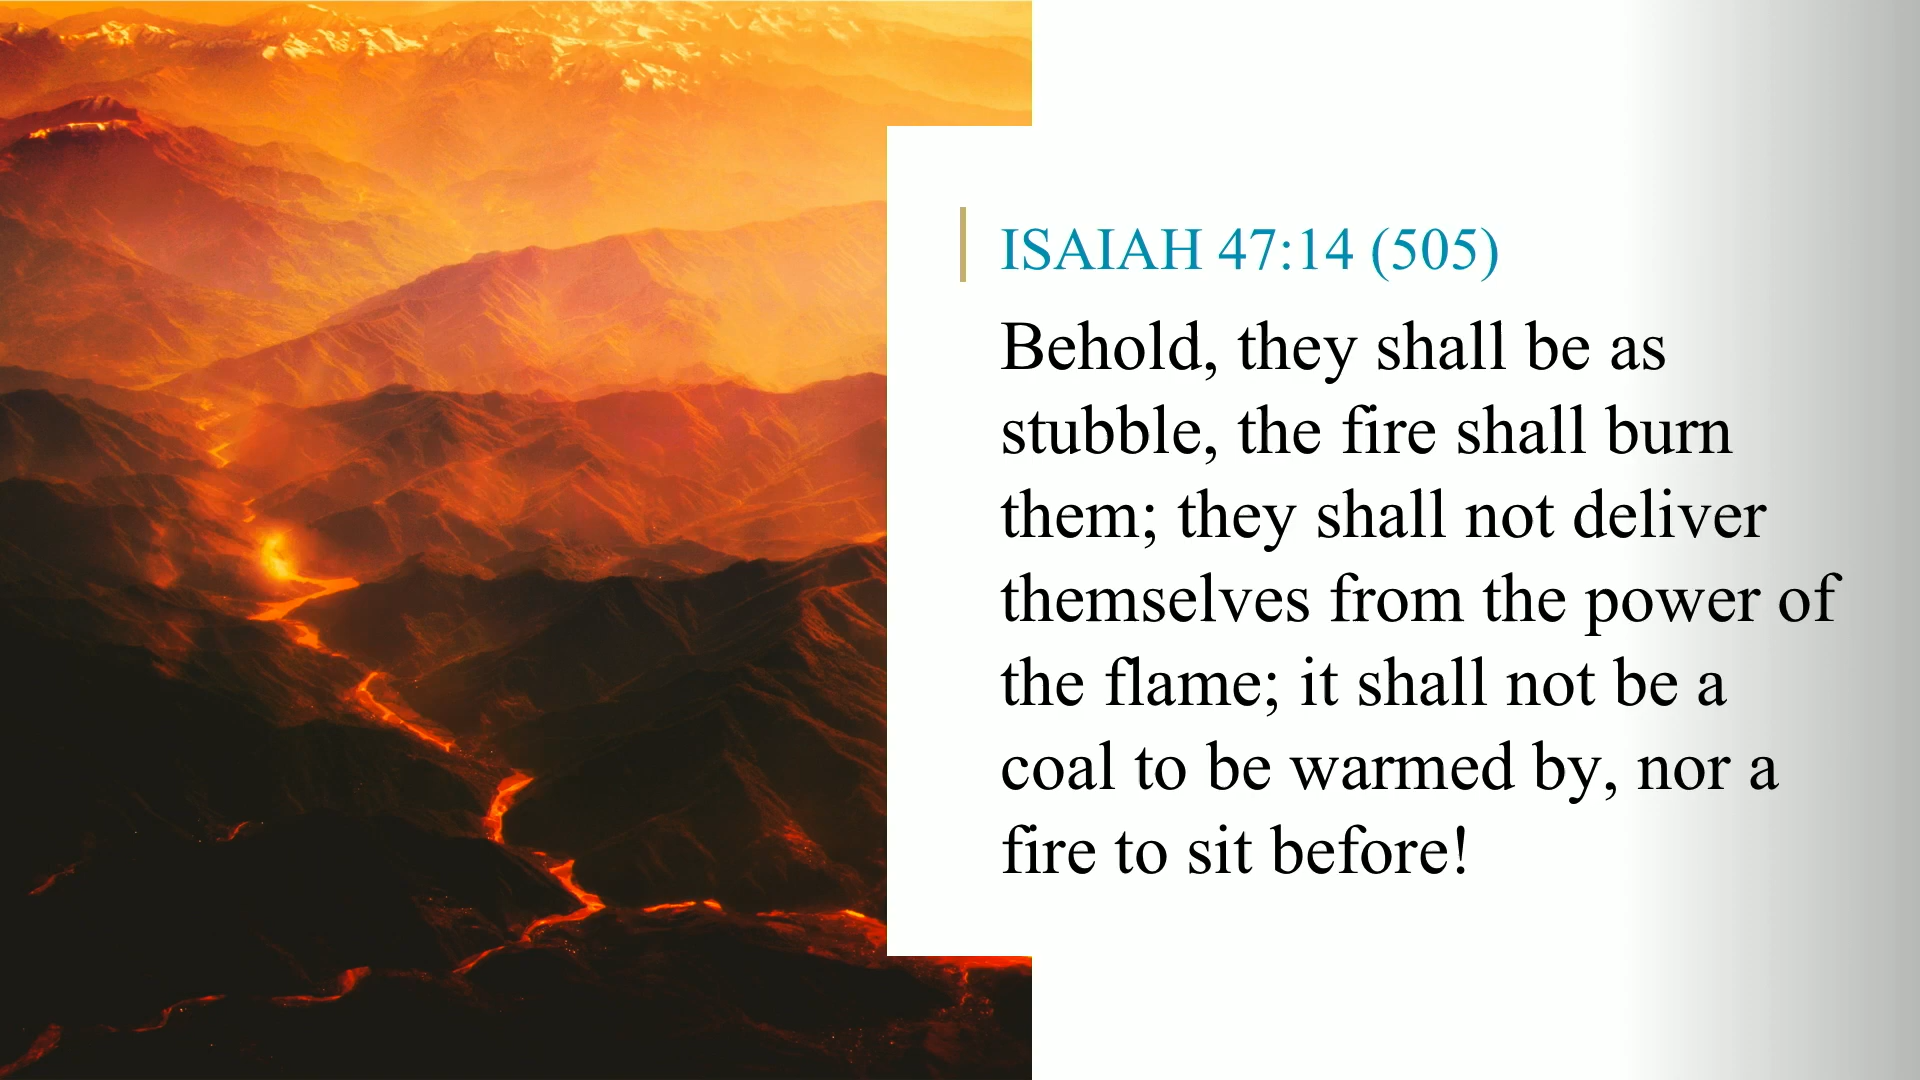 ISAIAH 47:14 (505)
Behold, they shall be as
stubble, the fire shall burn
them; they shall not deliver
themselves from the power of
the flame; it shall not be a
coal to be warmed by, nor a
fire to sit before!